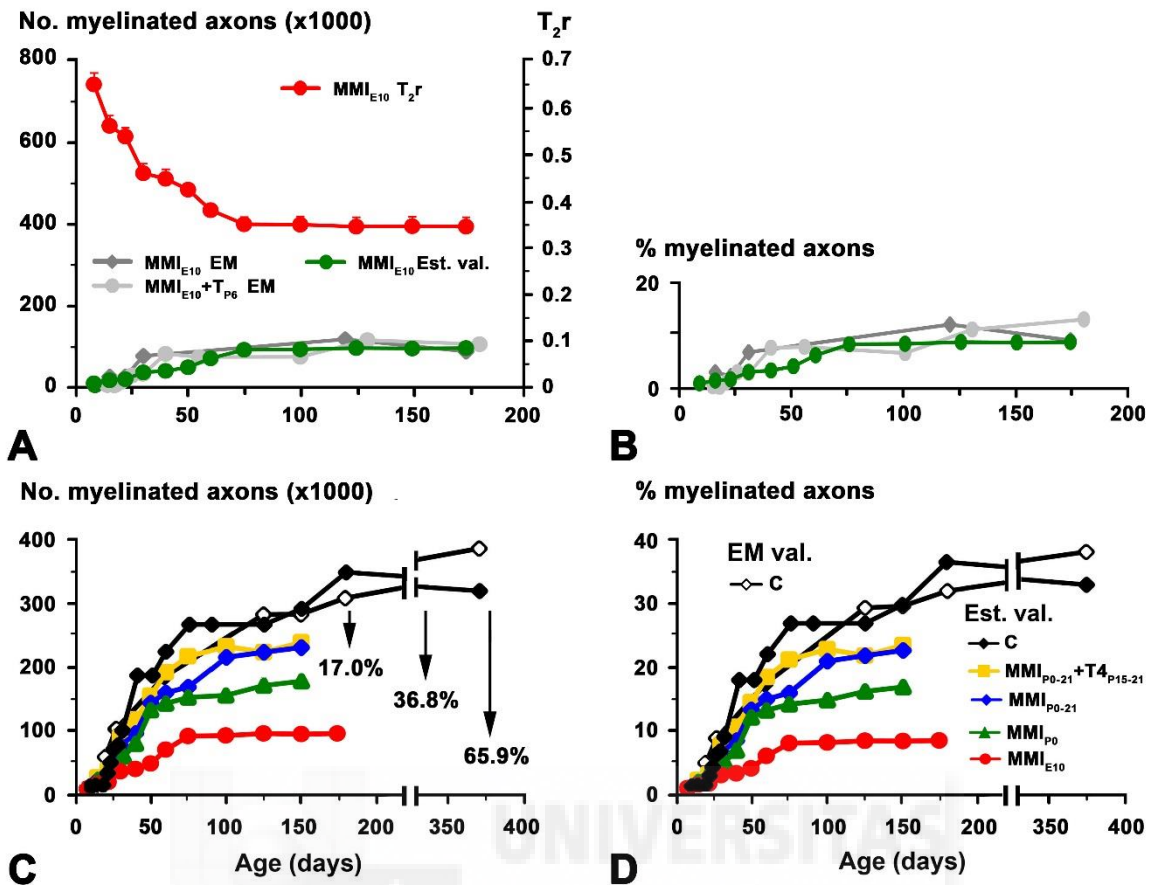 No. myelinated axons (x1000)
T2r
800
600
400
200
0
0.7
0.6
0.5
0.4
0.3
0.2
0.1
0
MMIE10 T2r
MMIE10 EM
MMIE10+TP6 EM
MMIE10 Est. val.
0 50 100 150 200
A
% myelinated axons
20
0
0 50 100 150 200
B
No. myelinated axons (x1000)
400
300
200
100
0
17.0%
36.8%
65.9%
0 50 100 150 200 350 400
Age (days)
C
% myelinated axons
40
30
20
10
0
EM val.
C
Est. val.
C
MMIP0-21+T4P15-21
MMIP0-21
MMIP0
MMIE10
0 50 100 150 200 350 400
Age (days)
D
UNIVERSITAS